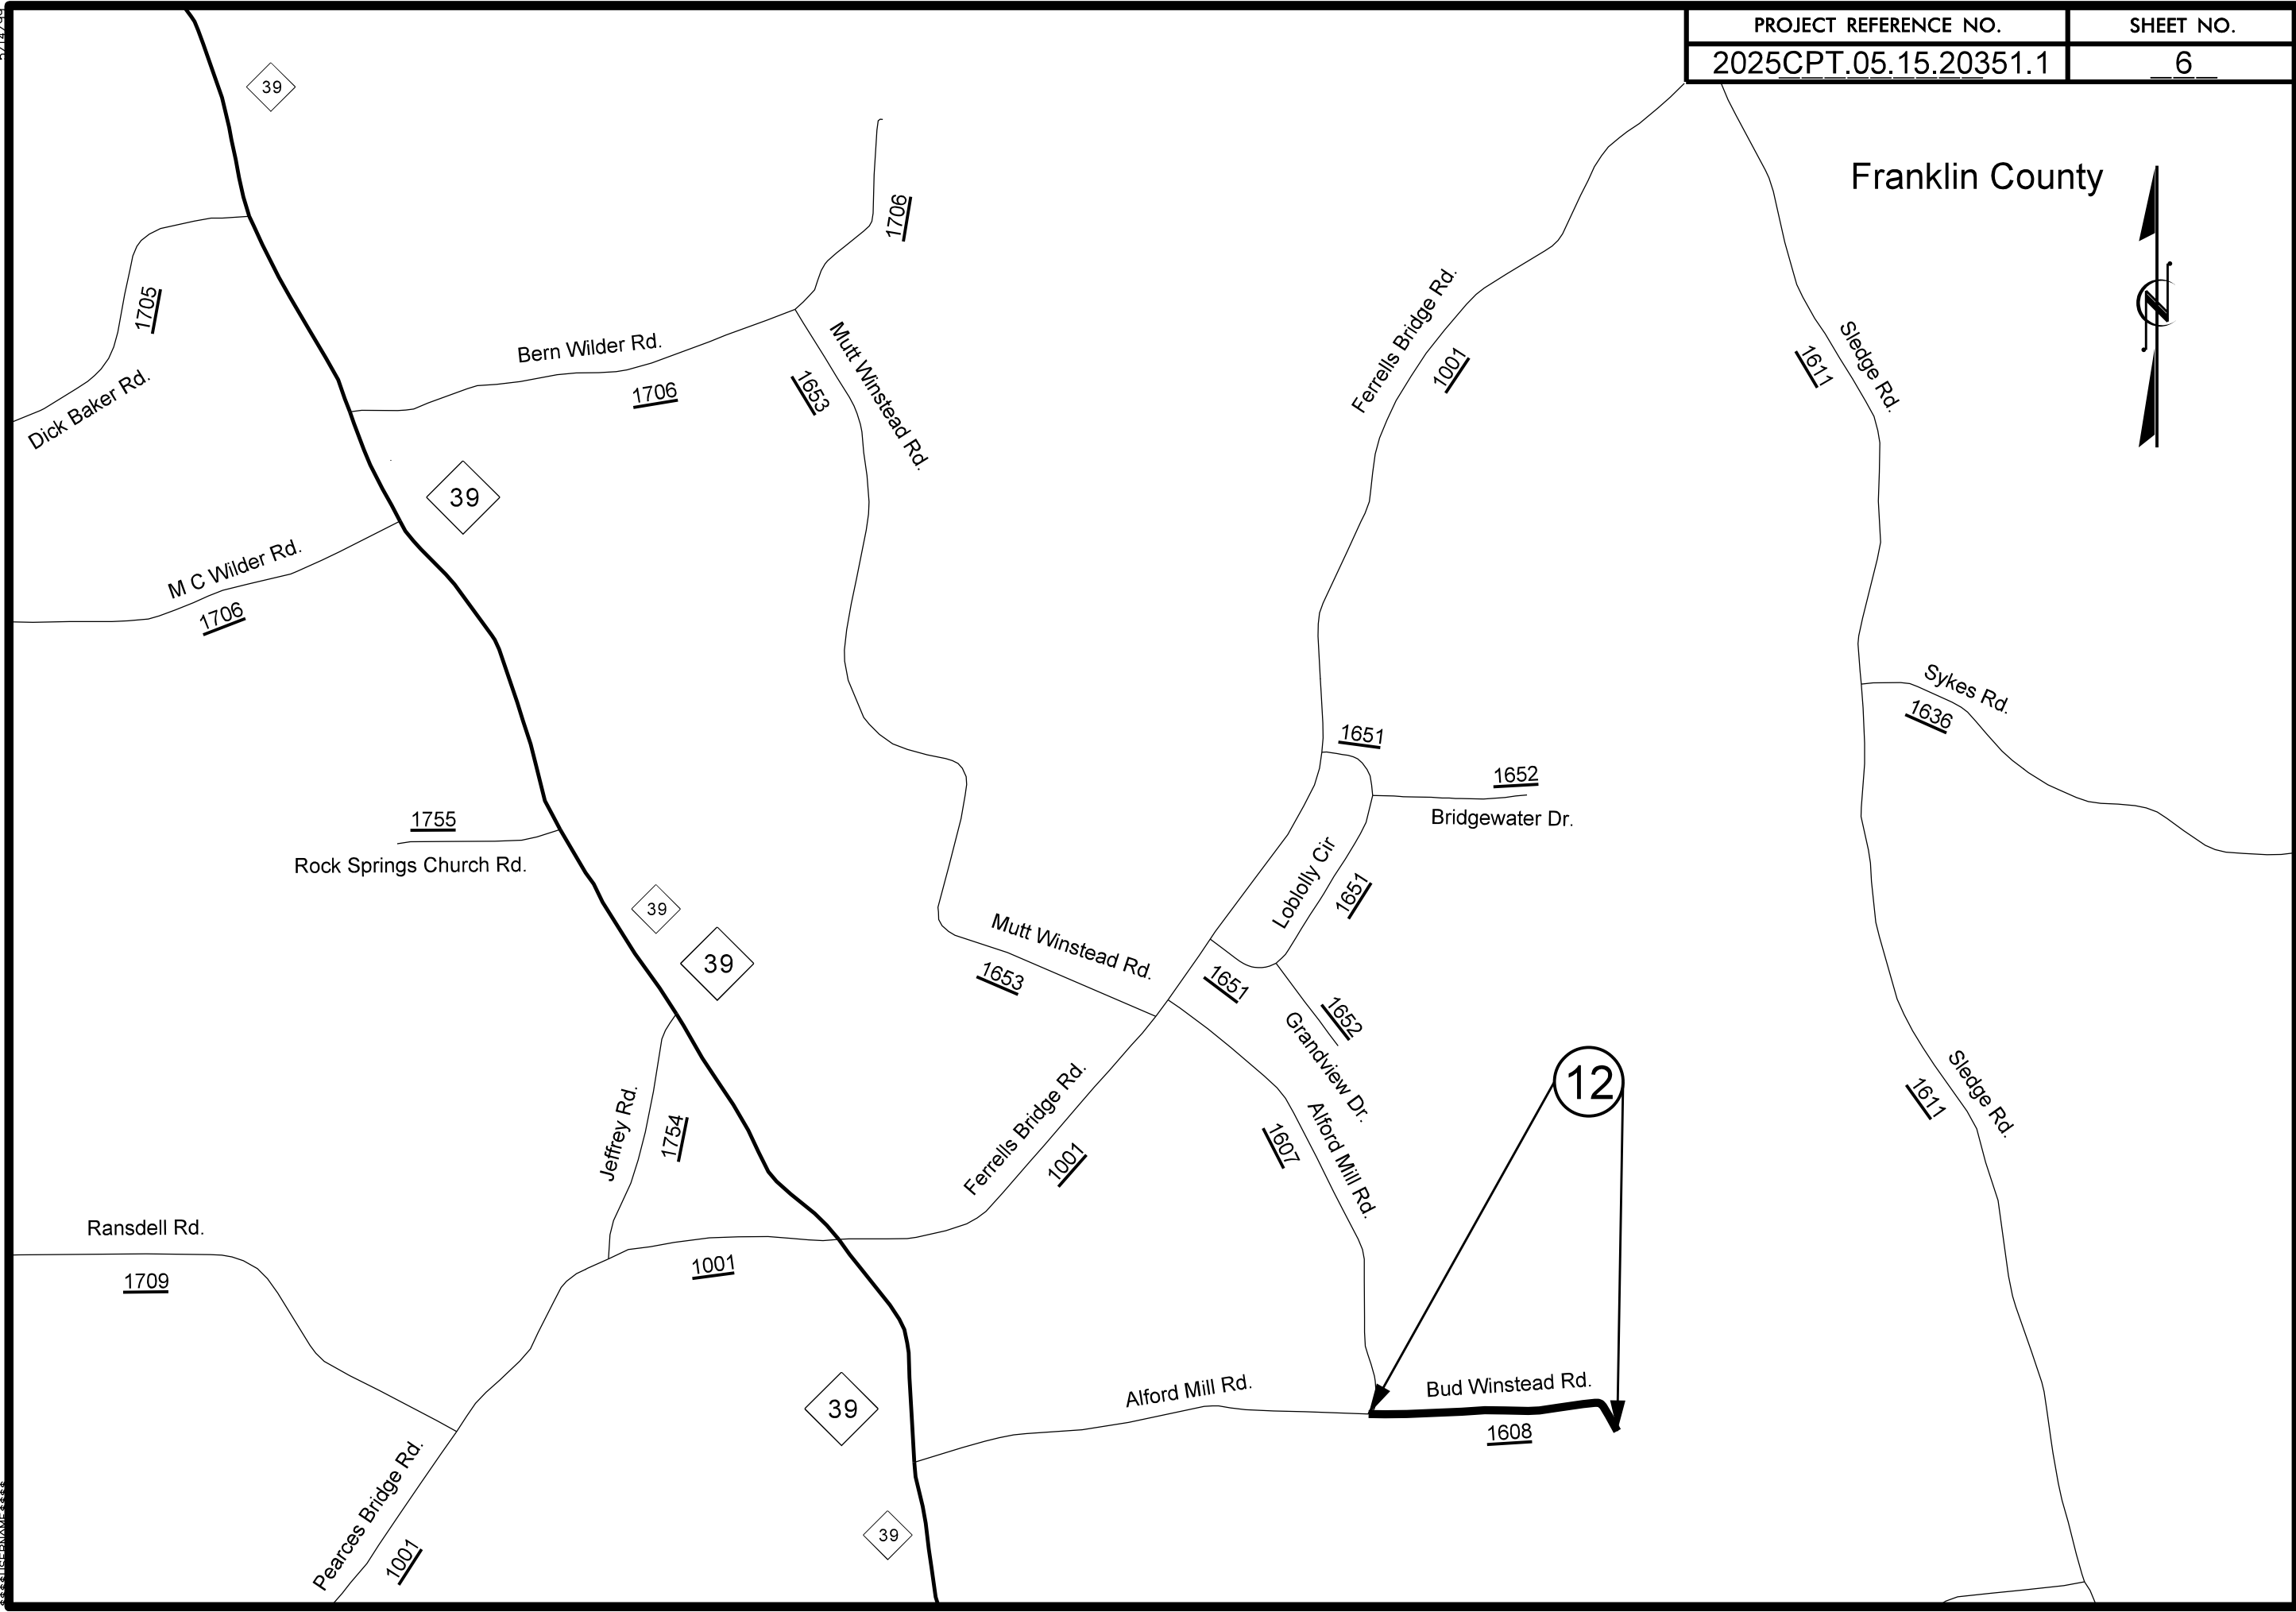 PROJECT REFERENCE NO.
SHEET NO.
2025CPT.05.15.20351.1
6
39
Franklin County
N
1706
1705
Dick Baker Rd.
Bern Wilder Rd.
1706
Mutt Winstead Rd.
1653
Ferrells Bridge Rd.
1001
Sledge Rd.
1611
39
M C Wilder Rd.
1706
Sykes Rd.
1636
1651
1652
Bridgewater Dr.
1755
Rock Springs Church Rd.
Loblolly Cir
1651
39
39
Mutt Winstead Rd.
1653
1651
1652
Grandview Dr.
12
Sledge Rd.
1611
Jeffrey Rd.
1754
Ferrells Bridge Rd.
1001
1607
Alford Mill Rd.
Ransdell Rd.
1709
1001
39
Alford Mill Rd.
Bud Winstead Rd.
1608
Pearces Bridge Rd.
1001
39